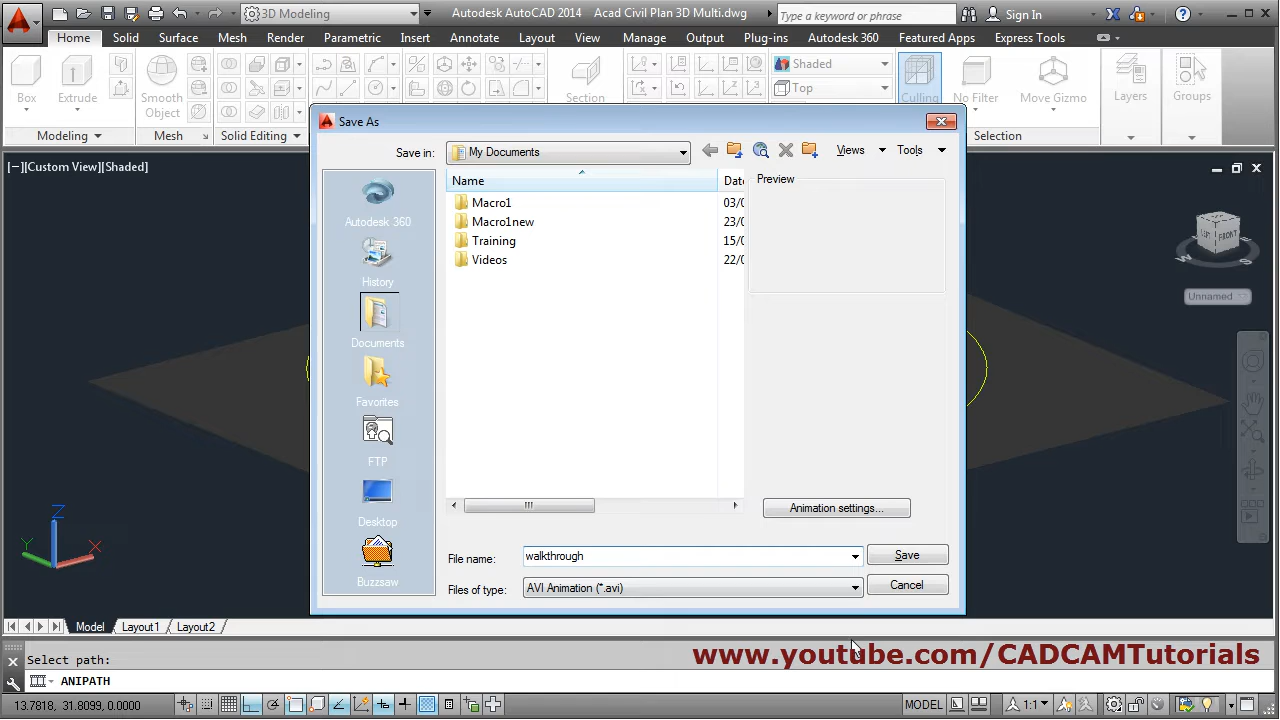 3D Modeling
Autodesk AutoCAD 2014
Acad Civil Plan 3D Multi.dwg
Type a keyword or phrase
Sign In
Home
Solid
Surface
Mesh
Render
Parametric
Insert
Annotate
Layout
View
Manage
Output
Plug-ins
Autodesk 360
Featured Apps
Express Tools
Box
Extrude
Smooth
Object
Section
Shaded
Top
Culling
No Filter
Move Gizmo
Layers
Groups
Modeling
Mesh
Solid Editing
Selection
[−][Custom View][Shaded]
Save As
Save in:
My Documents
Views
Tools
Name
Date
Preview
Macro1
03/0
Macro1new
23/0
Training
15/0
Videos
22/0
Autodesk 360
History
Documents
Favorites
FTP
Desktop
Buzzsaw
Animation settings...
File name:
walkthrough
Save
Files of type:
AVI Animation (*.avi)
Cancel
FRONT
W
S
Unnamed
Z
Y
X
Model
Layout1
Layout2
Select path:
ANIPATH
www.youtube.com/CADCAMTutorials
13.7818, 31.8099, 0.0000
MODEL
1:1